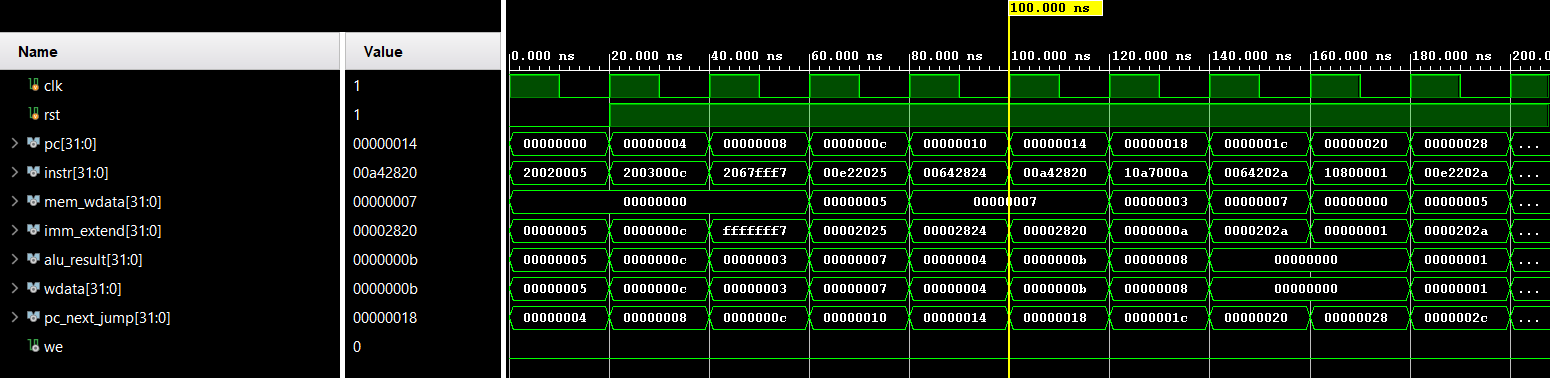 100.000 ns
Name Value
0.000 ns 20.000 ns 40.000 ns 60.000 ns 80.000 ns 100.000 ns 120.000 ns 140.000 ns 160.000 ns 180.000 ns 200.0
clk 1
rst 1
pc[31:0] 00000014 00000000 00000004 00000008 0000000c 00000010 00000014 00000018 0000001c 00000020 00000028 ...
instr[31:0] 00a42820 20020005 2003000c 2067fff7 00e22025 00642824 00a42820 10a7000a 0064202a 10800001 00e2202a ...
mem_wdata[31:0] 00000007 00000000 00000005 00000007 00000003 00000007 00000000 00000005 ...
imm_extend[31:0] 00002820 00000005 0000000c fffffff7 00002025 00002824 00002820 0000000a 0000202a 00000001 0000202a ...
alu_result[31:0] 0000000b 00000005 0000000c 00000003 00000007 00000004 0000000b 00000008 00000000 00000001 ...
wdata[31:0] 0000000b 00000005 0000000c 00000003 00000007 00000004 0000000b 00000008 00000000 00000001 ...
pc_next_jump[31:0] 00000018 00000004 00000008 0000000c 00000010 00000014 00000018 0000001c 00000020 00000028 0000002c ...
we 0